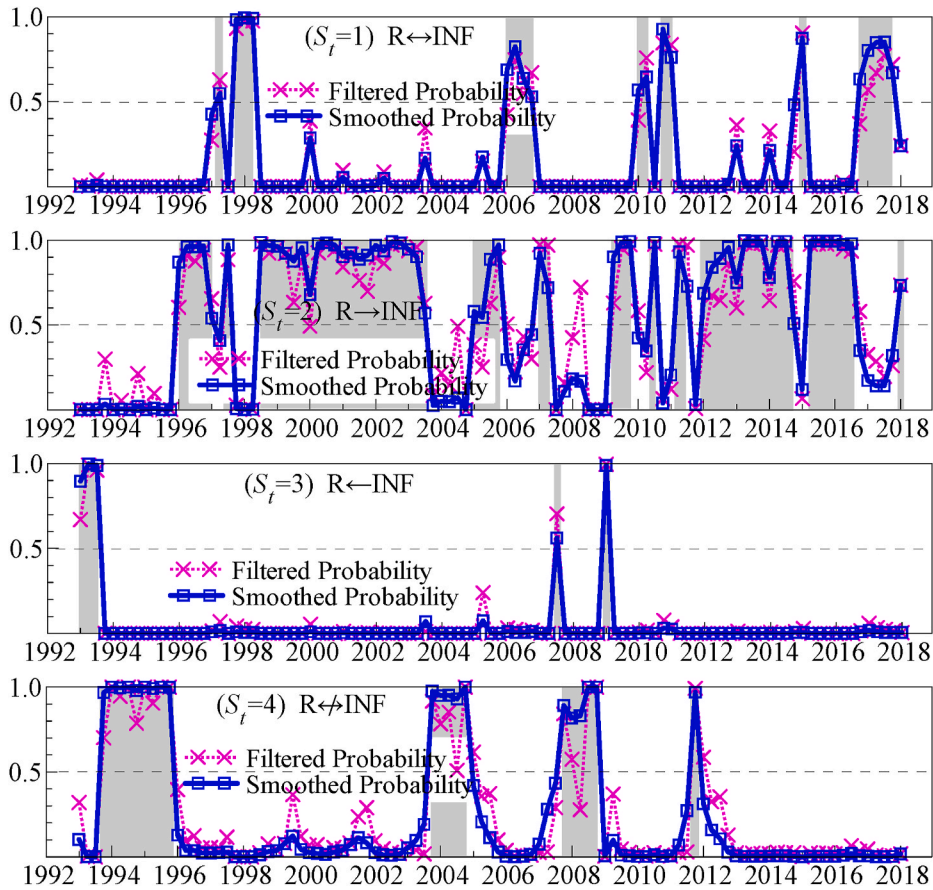 1.0
(St=1) R↔INF
Filtered Probability
0.5
Smoothed Probability
1992 1994 1996 1998 2000 2002 2004 2006 2008 2010 2012 2014 2016 2018
1.0
0.5
(St=2) R→INF
Filtered Probability
Smoothed Probability
1992 1994 1996 1998 2000 2002 2004 2006 2008 2010 2012 2014 2016 2018
1.0
(St=3) R←INF
0.5
Filtered Probability
Smoothed Probability
1992 1994 1996 1998 2000 2002 2004 2006 2008 2010 2012 2014 2016 2018
1.0
(St=4) R↮INF
Filtered Probability
0.5
Smoothed Probability
1992 1994 1996 1998 2000 2002 2004 2006 2008 2010 2012 2014 2016 2018